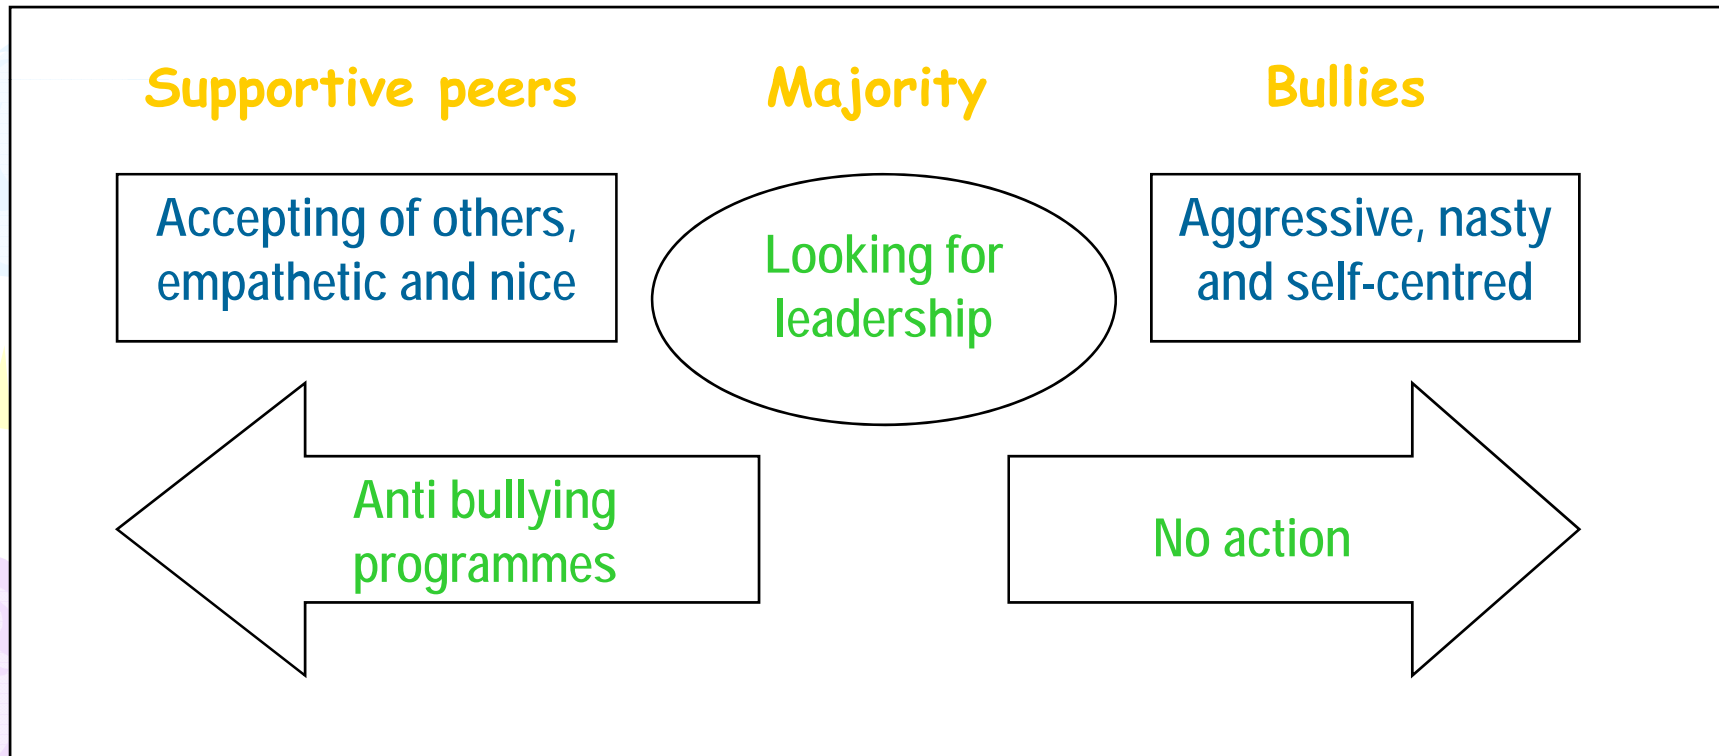 Supportive peers
Majority
Bullies
Accepting of others,
empathetic and nice
Looking for
leadership
Aggressive, nasty
and self-centred
Anti bullying
programmes
No action